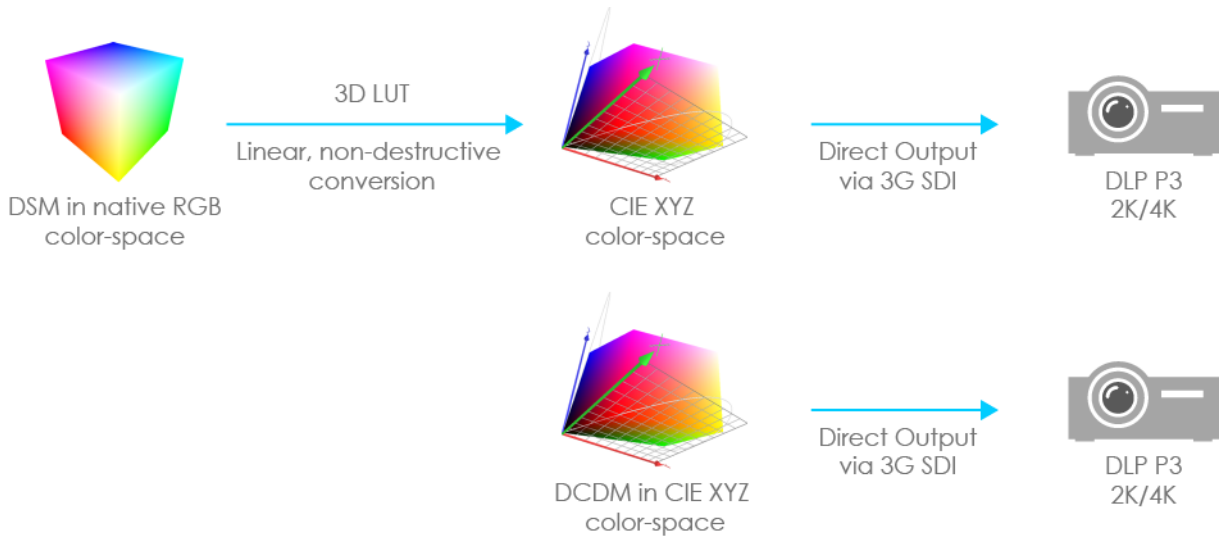 3D LUT
Linear, non-destructive
conversion
DSM in native RGB
color-space
CIE XYZ
color-space
Direct Output
via 3G SDI
DLP P3
2K/4K
DCDM in CIE XYZ
color-space
Direct Output
via 3G SDI
DLP P3
2K/4K